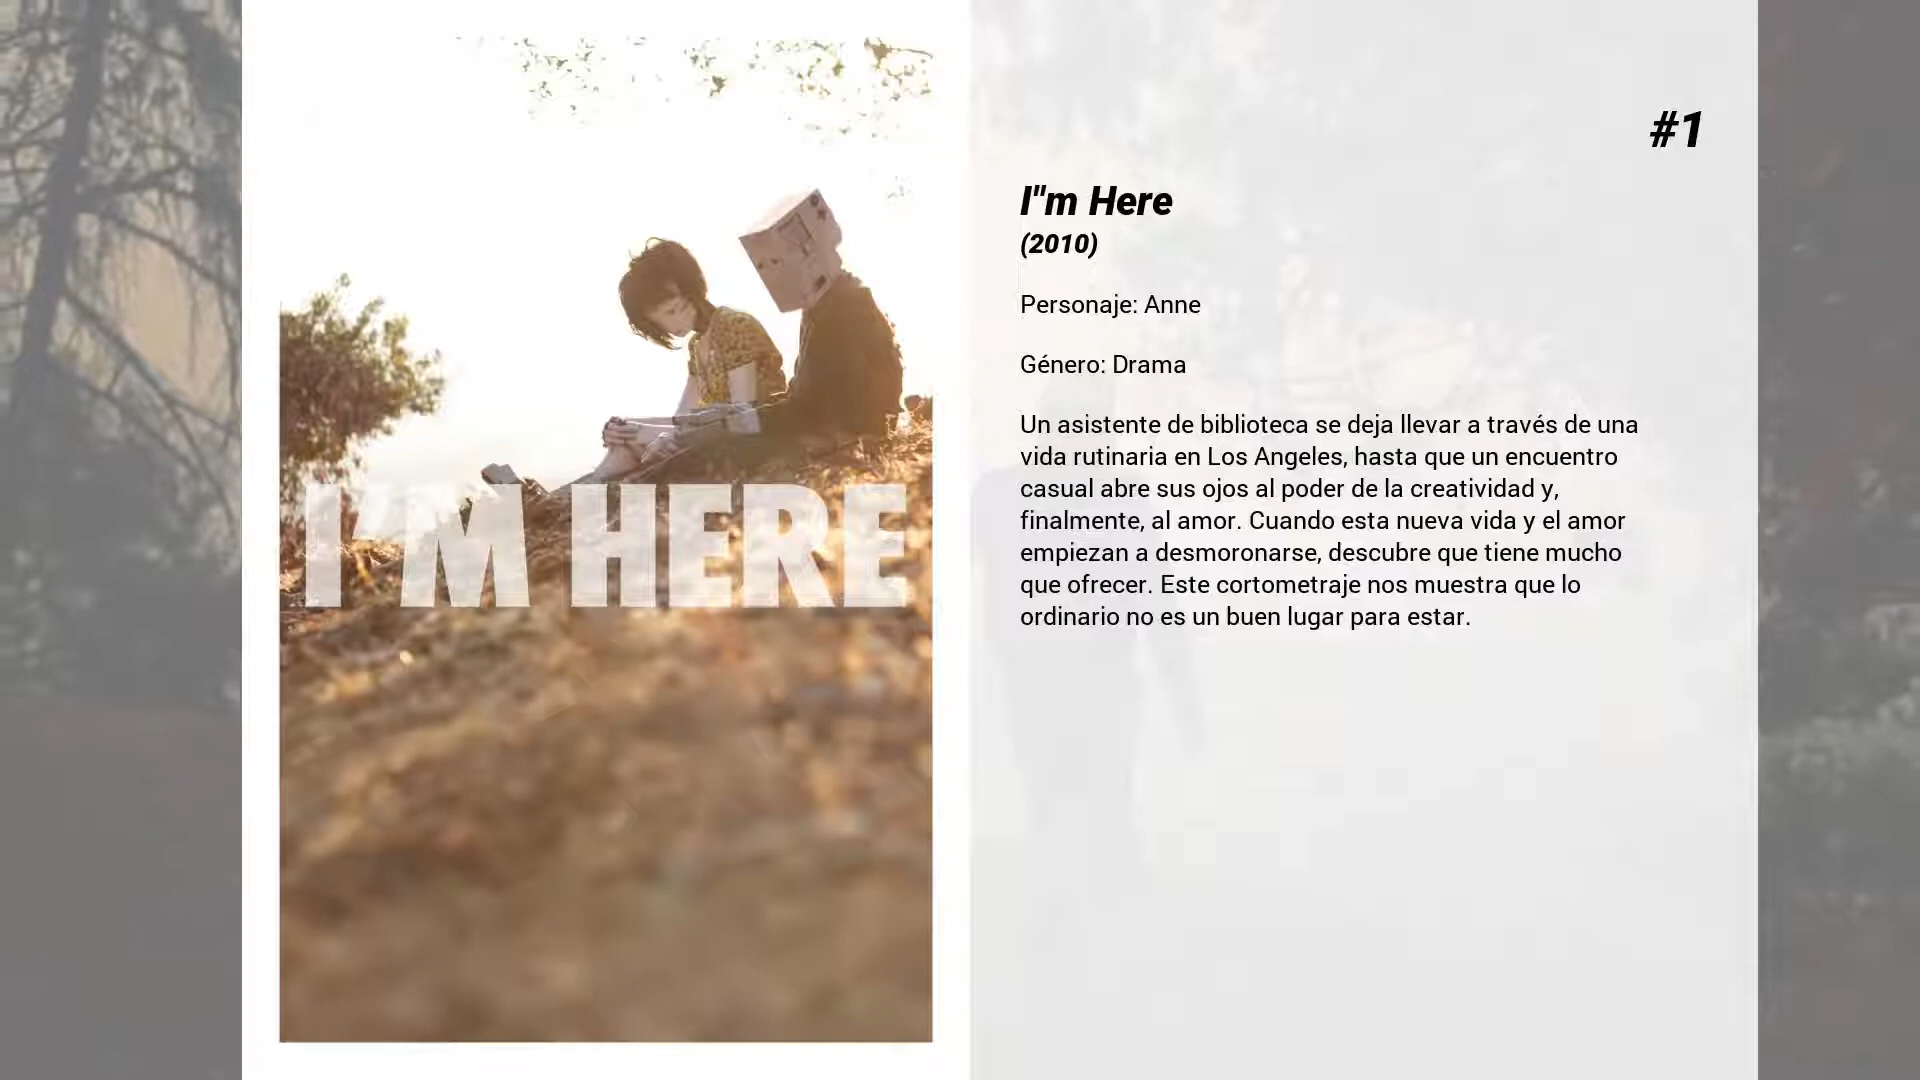 I'M HERE
#1
I"m Here
(2010)
Personaje: Anne
Género: Drama
Un asistente de biblioteca se deja llevar a través de una
vida rutinaria en Los Angeles, hasta que un encuentro
casual abre sus ojos al poder de la creatividad y,
finalmente, al amor. Cuando esta nueva vida y el amor
empiezan a desmoronarse, descubre que tiene mucho
que ofrecer. Este cortometraje nos muestra que lo
ordinario no es un buen lugar para estar.